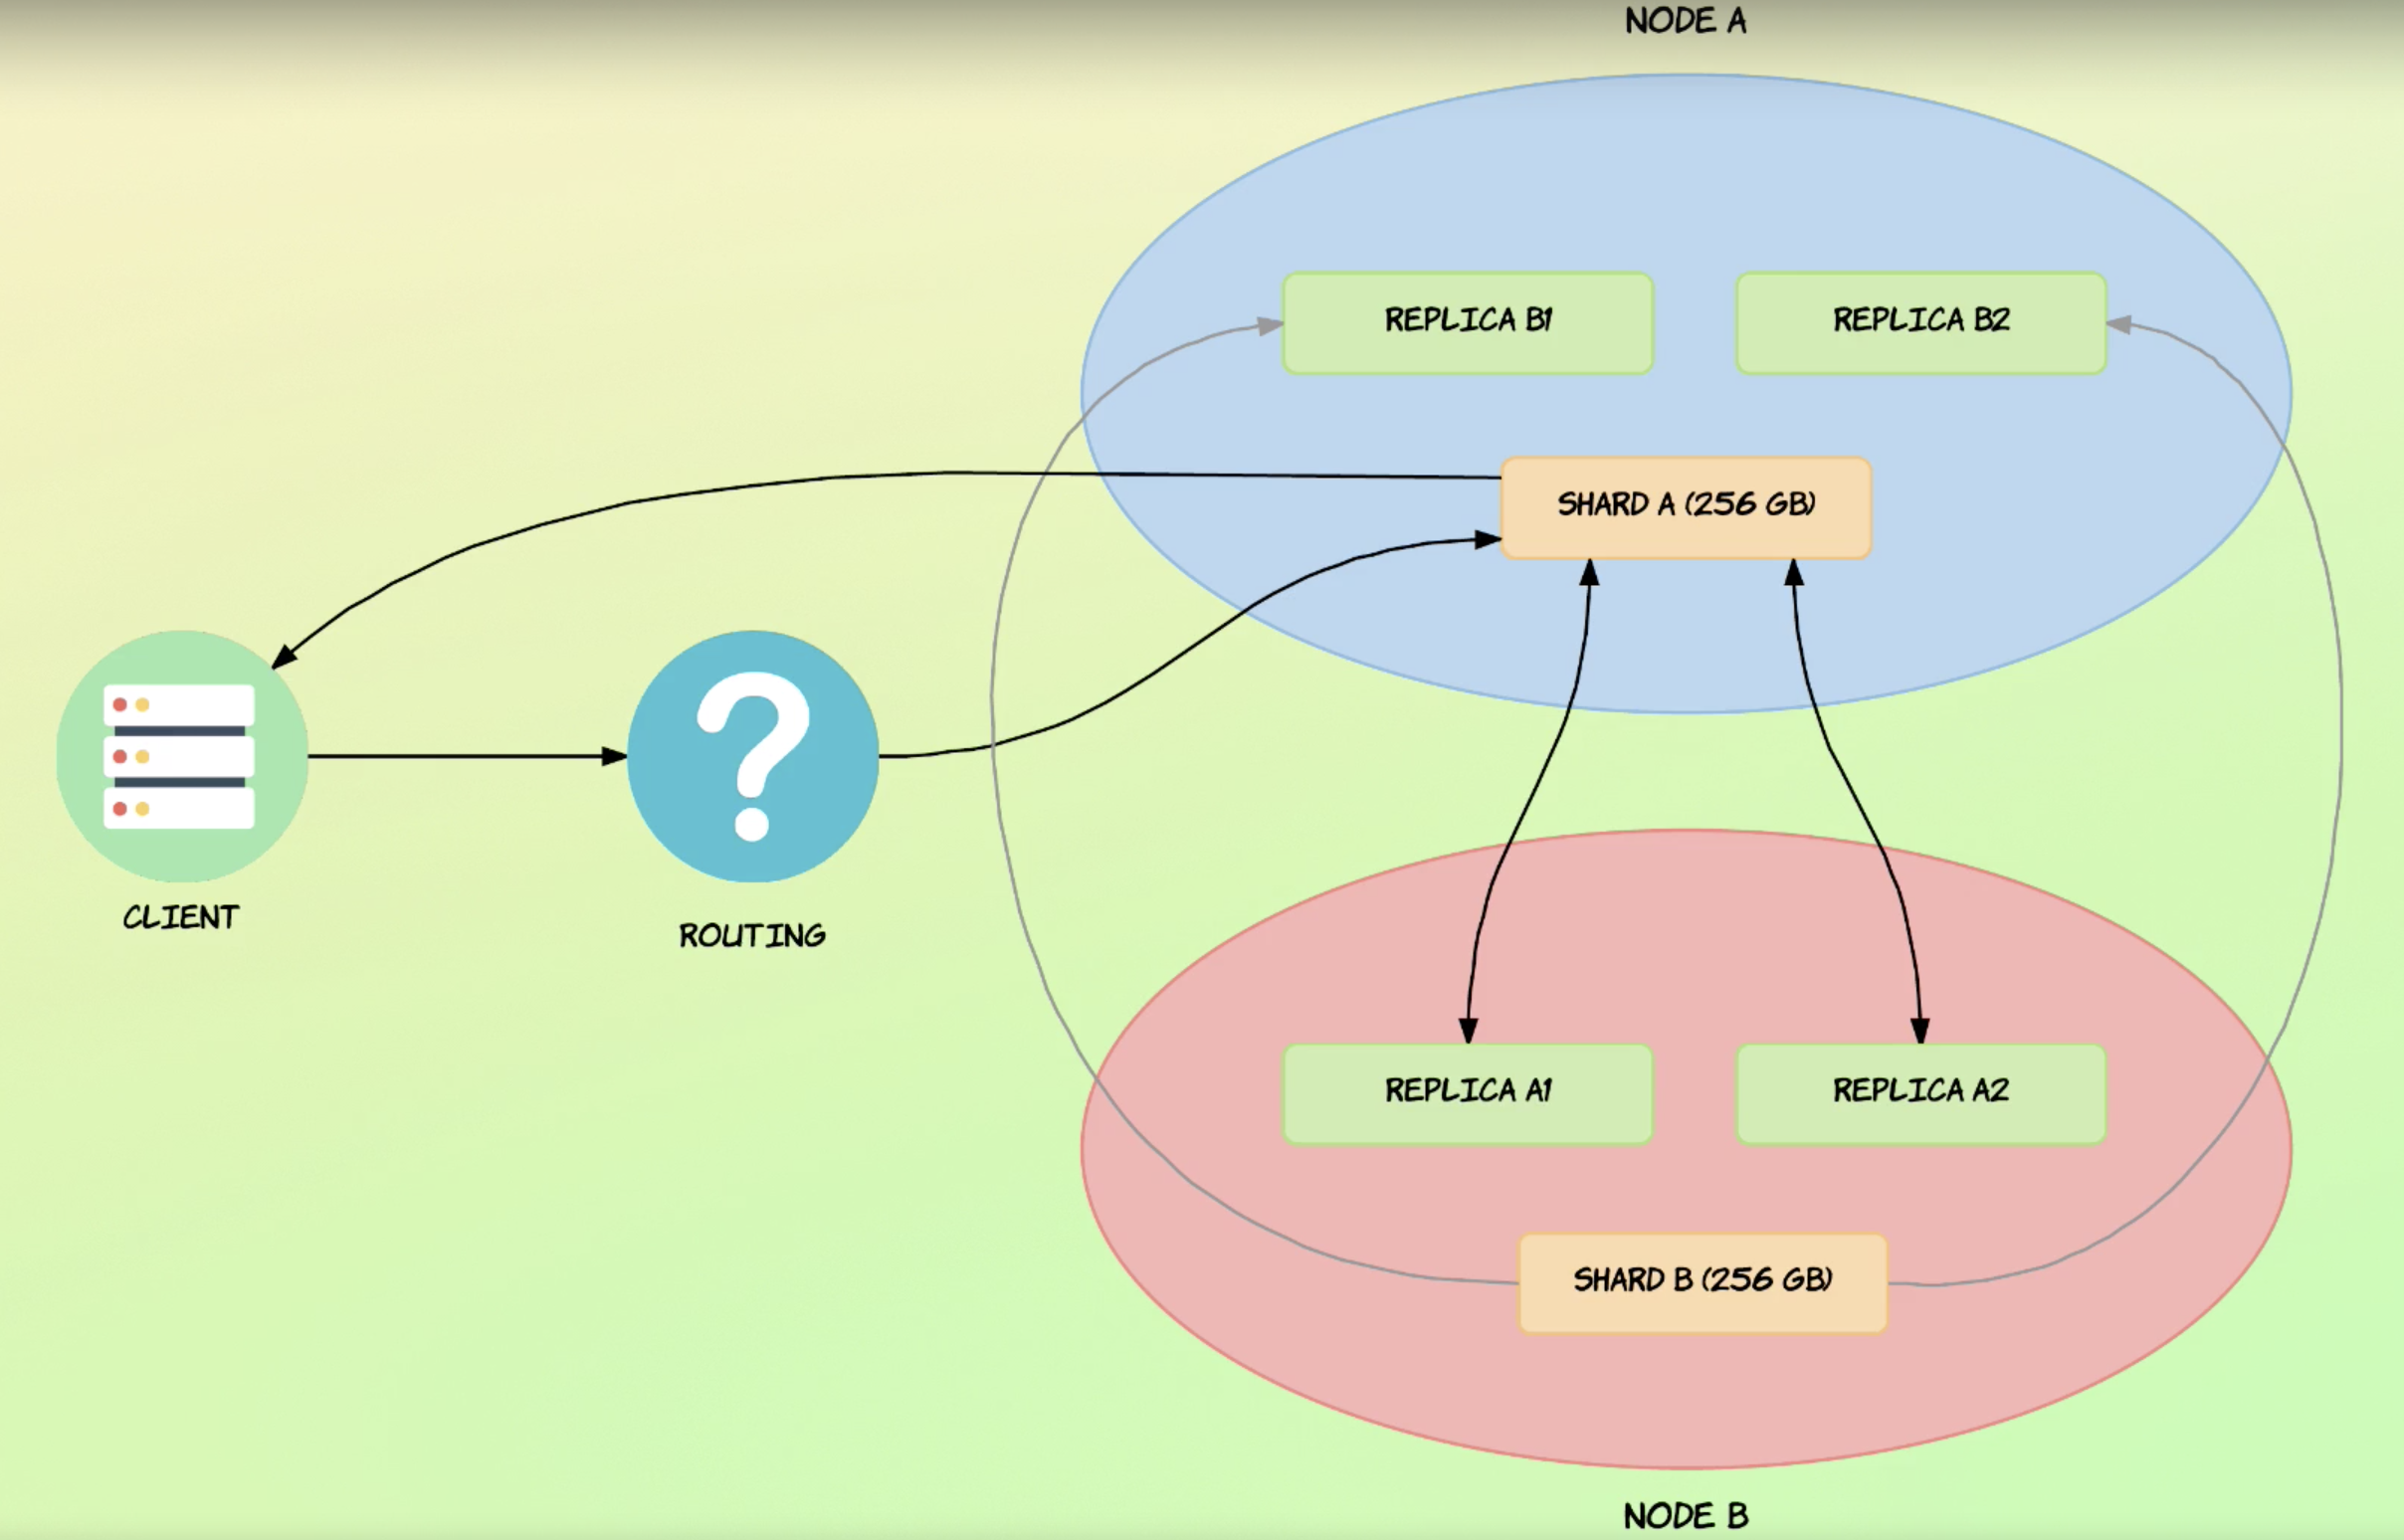 NODE A
REPLICA B1
REPLICA B2
SHARD A (256 GB)
CLIENT
ROUTING
REPLICA A1
REPLICA A2
SHARD B (256 GB)
NODE B